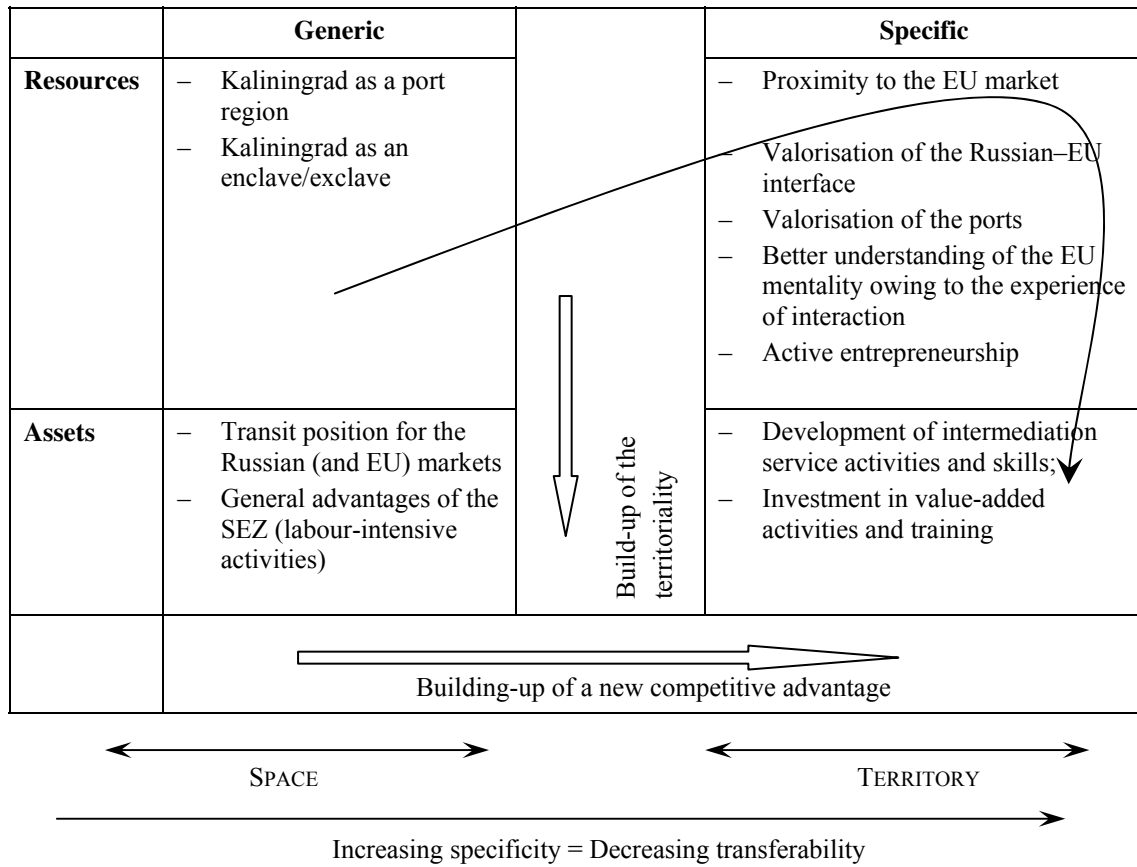 Generic
Specific
Resources
– Kaliningrad as a port
region
– Kaliningrad as an
enclave/exclave
– Proximity to the EU market
– Valorisation of the Russian–EU
interface
– Valorisation of the ports
– Better understanding of the EU
mentality owing to the experience
of interaction
– Active entrepreneurship
Assets
– Transit position for the
Russian (and EU) markets
– General advantages of the
SEZ (labour-intensive
activities)
Build-up of the
territoriality
– Development of intermediation
service activities and skills;
– Investment in value-added
activities and training
Building-up of a new competitive advantage
SPACE
TERRITORY
Increasing specificity = Decreasing transferability